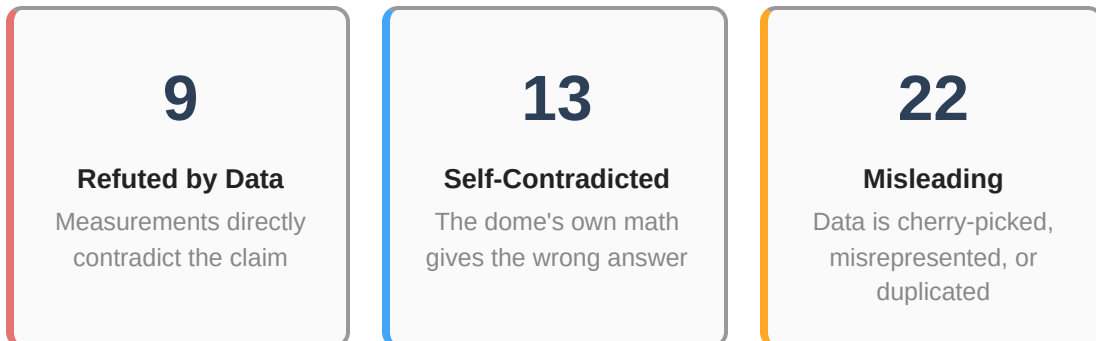 9
Refuted by Data
Measurements directly
contradict the claim
13
Self-Contradicted
The dome's own math
gives the wrong answer
22
Misleading
Data is cherry-picked,
misrepresented, or
duplicated